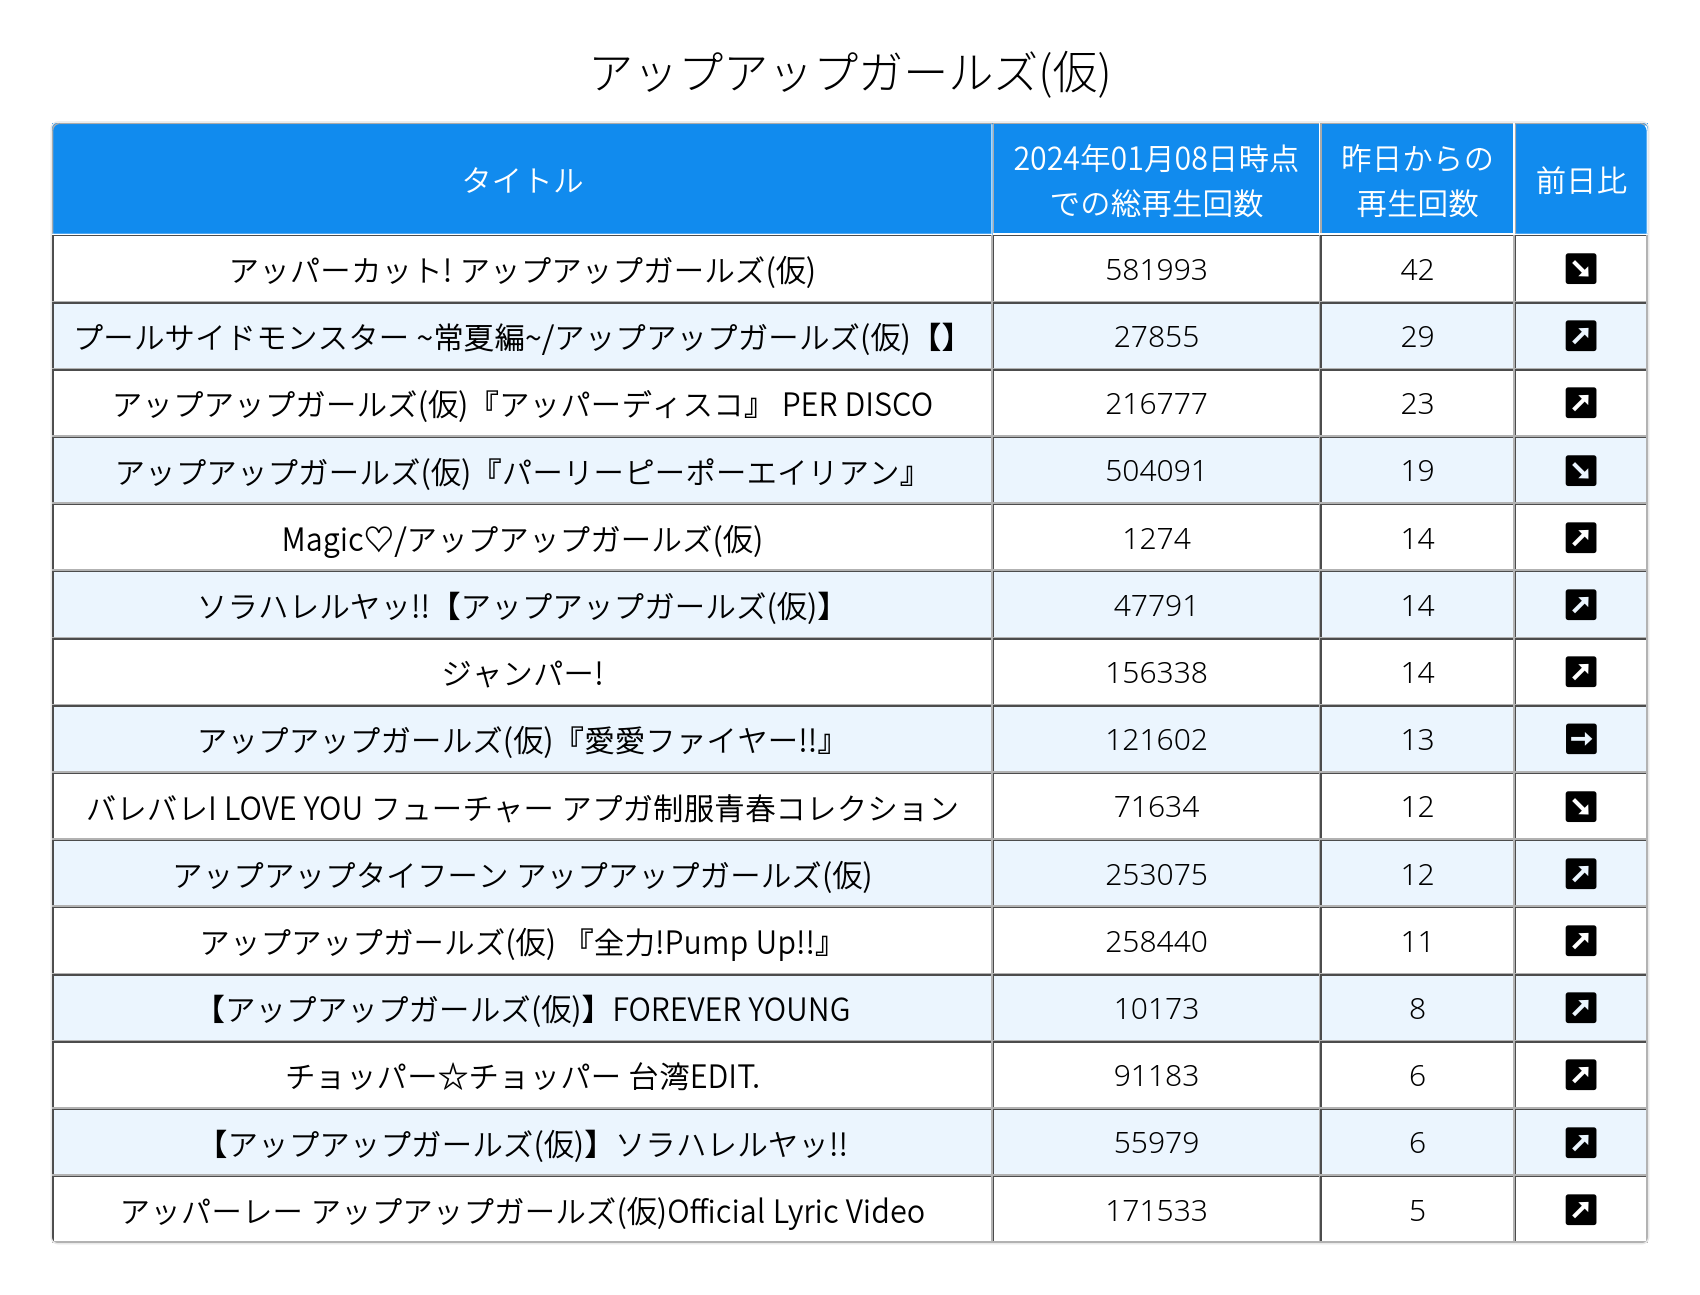 アップアップガールズ(仮)
タイトル 2024年01月08日時点での総再生回数 昨日からの再生回数 前日比
アッパーカット! アップアップガールズ(仮) 581993 42 ↘
プールサイドモンスター ~常夏編~/アップアップガールズ(仮)【】 27855 29 ↗
アップアップガールズ(仮)『アッパーディスコ』 PER DISCO 216777 23 ↗
アップアップガールズ(仮)『パーリーピーポーエイリアン』 504091 19 ↘
Magic♡/アップアップガールズ(仮) 1274 14 ↗
ソラハレルヤッ!!【アップアップガールズ(仮)】 47791 14 ↗
ジャンパー! 156338 14 ↗
アップアップガールズ(仮)『愛愛ファイヤー!!』 121602 13 →
バレバレI LOVE YOU フューチャー アプガ制服青春コレクション 71634 12 ↘
アップアップタイフーン アップアップガールズ(仮) 253075 12 ↗
アップアップガールズ(仮) 『全力!Pump Up!!』 258440 11 ↗
【アップアップガールズ(仮)】FOREVER YOUNG 10173 8 ↗
チョッパー☆チョッパー 台湾EDIT. 91183 6 ↗
【アップアップガールズ(仮)】ソラハレルヤッ!! 55979 6 ↗
アッパーレー アップアップガールズ(仮)Official Lyric Video 171533 5 ↗